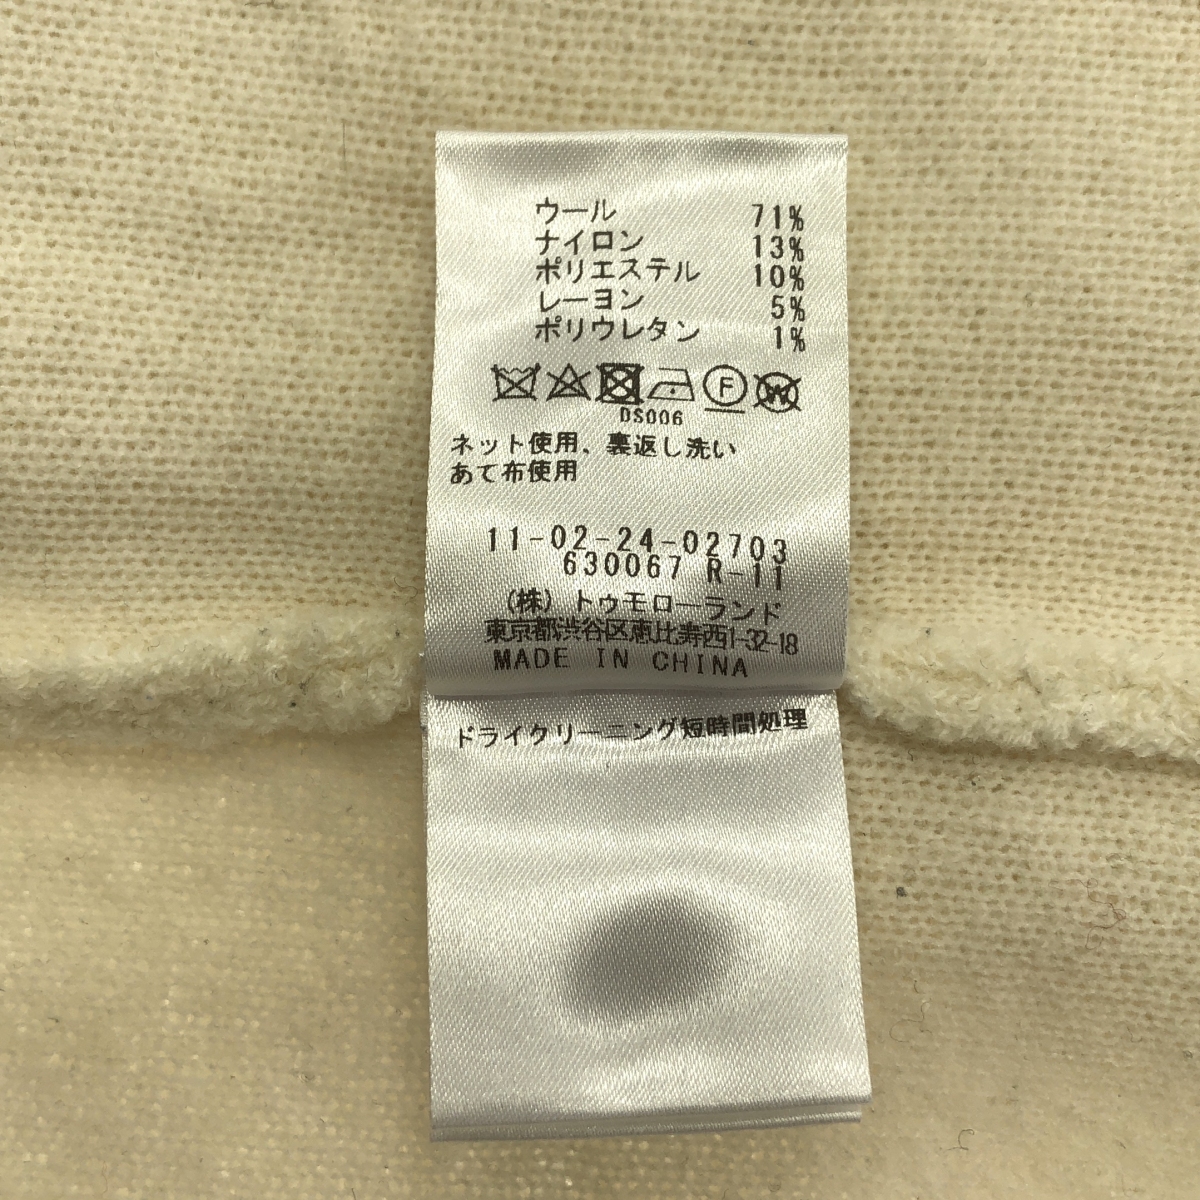 ウール 71%
ナイロン 13%
ポリエステル 10%
レーヨン 5%
ポリウレタン 1%
F W
DS006
ネット使用、裏返し洗い
あて布使用
11-02-24-02703
630067 R-11
(株) トゥモローランド
東京都渋谷区恵比寿西1-32-18
MADE IN CHINA
ドライクリーニング短時間処理